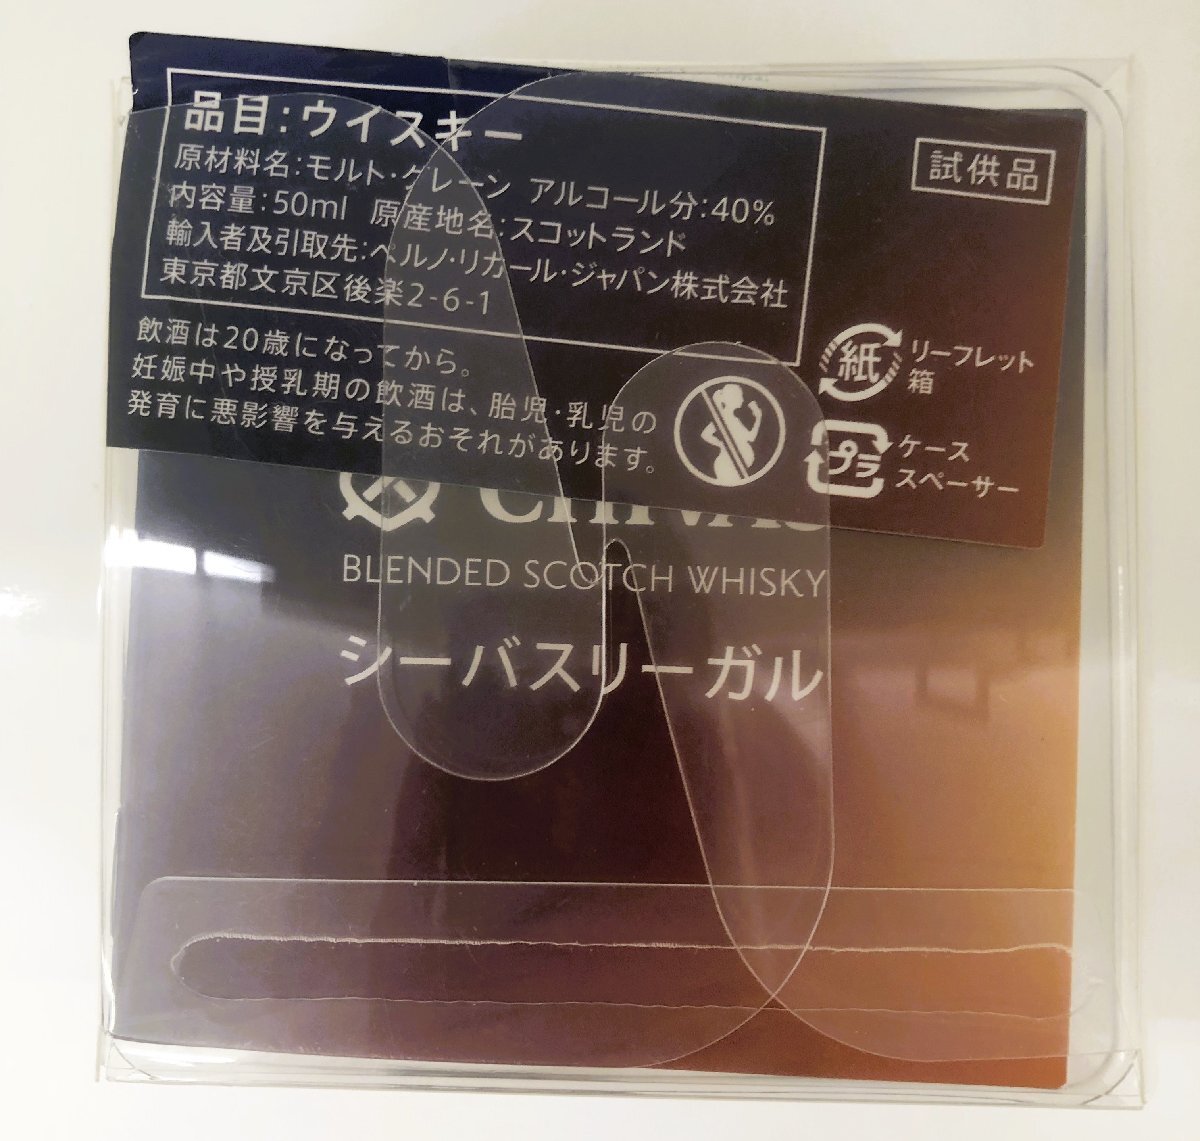 品目:ウイスキー
原材料名:モルト・グレーン アルコール分:40%
内容量:50ml 原産地名:スコットランド
輸入者及引取先:ペルノ・リカール・ジャパン株式会社
東京都文京区後楽2-6-1
試供品
飲酒は20歳になってから。
妊娠中や授乳期の飲酒は、胎児・乳児の
発育に悪影響を与えるおそれがあります。
紙
リーフレット
箱
プラ
ケース
スペーサー
CHIVAS
BLENDED SCOTCH WHISKY
シーバスリーガル